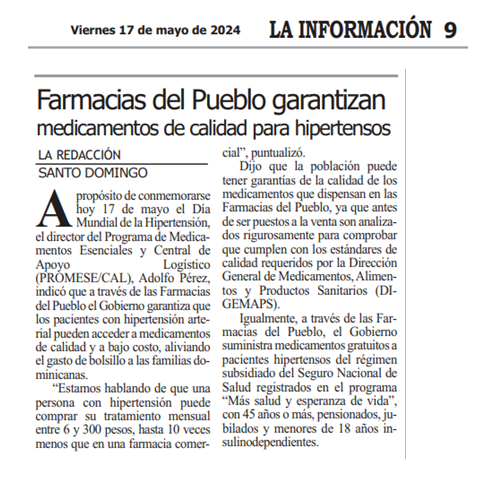 Viernes 17 de mayo de 2024 LA INFORMACIÓN 9
Farmacias del Pueblo garantizan
medicamentos de calidad para hipertensos
LA REDACCIÓN
SANTO DOMINGO
A propósito de conmemorarse
hoy 17 de mayo el Día
Mundial de la Hipertensión,
el director del Programa de Medica-
mentos Esenciales y Central de
Apoyo Logístico
(PROMESE/CAL), Adolfo Pérez,
indicó que a través de las Farmacias
del Pueblo el Gobierno garantiza que
los pacientes con hipertensión arte-
rial pueden acceder a medicamentos
de calidad y a bajo costo, aliviando
el gasto de bolsillo a las familias do-
minicanas.
“Estamos hablando de que una
persona con hipertensión puede
comprar su tratamiento mensual
entre 6 y 300 pesos, hasta 10 veces
menos que en una farmacia comer-
cial”, puntualizó.
Dijo que la población puede
tener garantías de la calidad de los
medicamentos que dispensan en las
Farmacias del Pueblo, ya que antes
de ser puestos a la venta son analiza-
dos rigurosamente para comprobar
que cumplen con los estándares de
calidad requeridos por la Dirección
General de Medicamentos, Alimen-
tos y Productos Sanitarios (DI-
GEMAPS).
Igualmente, a través de las Far-
macias del Pueblo, el Gobierno
suministra medicamentos gratuitos a
pacientes hipertensos del régimen
subsidiado del Seguro Nacional de
Salud registrados en el programa
“Más salud y esperanza de vida”,
con 45 años o más, pensionados, ju-
bilados y menores de 18 años in-
sulinodependientes.